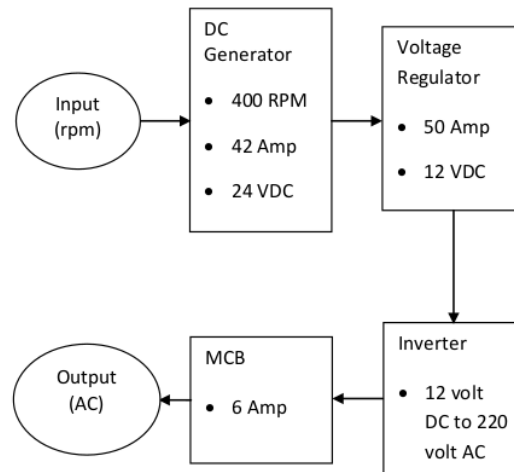 Input
(rpm)
DC
Generator
• 400 RPM
• 42 Amp
• 24 VDC
Voltage
Regulator
• 50 Amp
• 12 VDC
Inverter
• 12 volt
DC to 220
volt AC
MCB
• 6 Amp
Output
(AC)